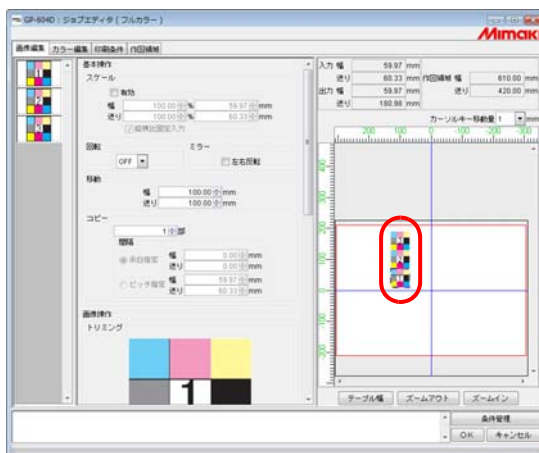 GP-604D : ジョブエディタ ( フルカラー )
Mimaki
画像編集 カラー編集 印刷条件 作図領域
1
2
3
基本操作
スケール
有効
幅 100.00 % 59.97 mm
送り 100.00 % 60.33 mm
縦横比固定入力
回転 ミラー
OFF 左右反転
移動
幅 100.00 mm
送り 100.00 mm
コピー
1 部
間隔
余白指定 幅 0.00 mm
送り 0.00 mm
ピッチ指定 幅 59.97 mm
送り 60.33 mm
画像操作
トリミング
1
入力 幅 59.97 mm
送り 60.33 mm 作図領域 幅 610.00 mm
出力 幅 59.97 mm 送り 420.00 mm
送り 180.98 mm
カーソルキー移動量 1 mm
200 100 0 -100 -200 -300
テーブル幅 ズームアウト ズームイン
条件管理
OK キャンセル